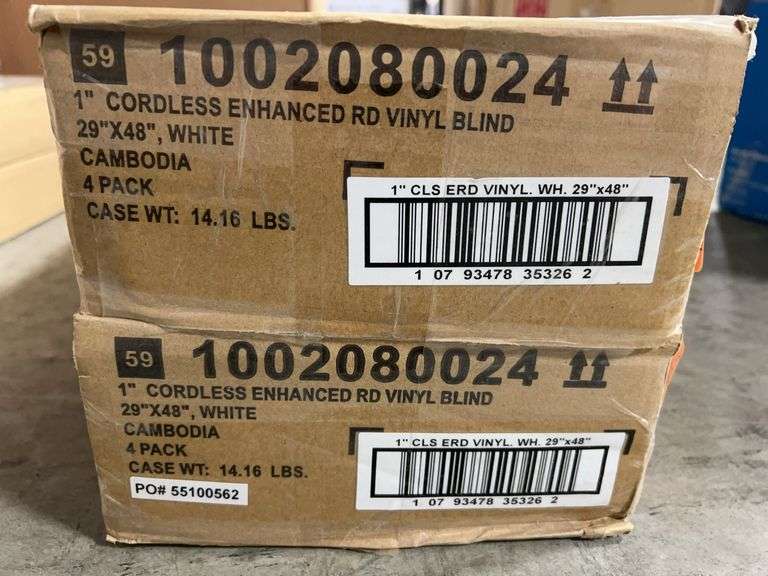 59 1002080024
1" CORDLESS ENHANCED RD VINYL BLIND
29"X48", WHITE
CAMBODIA
4 PACK
CASE WT: 14.16 LBS.
1" CLS ERD VINYL. WH. 29"x48"
1 07 93478 35326 2
59 1002080024
1" CORDLESS ENHANCED RD VINYL BLIND
29"X48", WHITE
CAMBODIA
4 PACK
CASE WT: 14.16 LBS.
PO# 55100562
1" CLS ERD VINYL. WH. 29"x48"
1 07 93478 35326 2